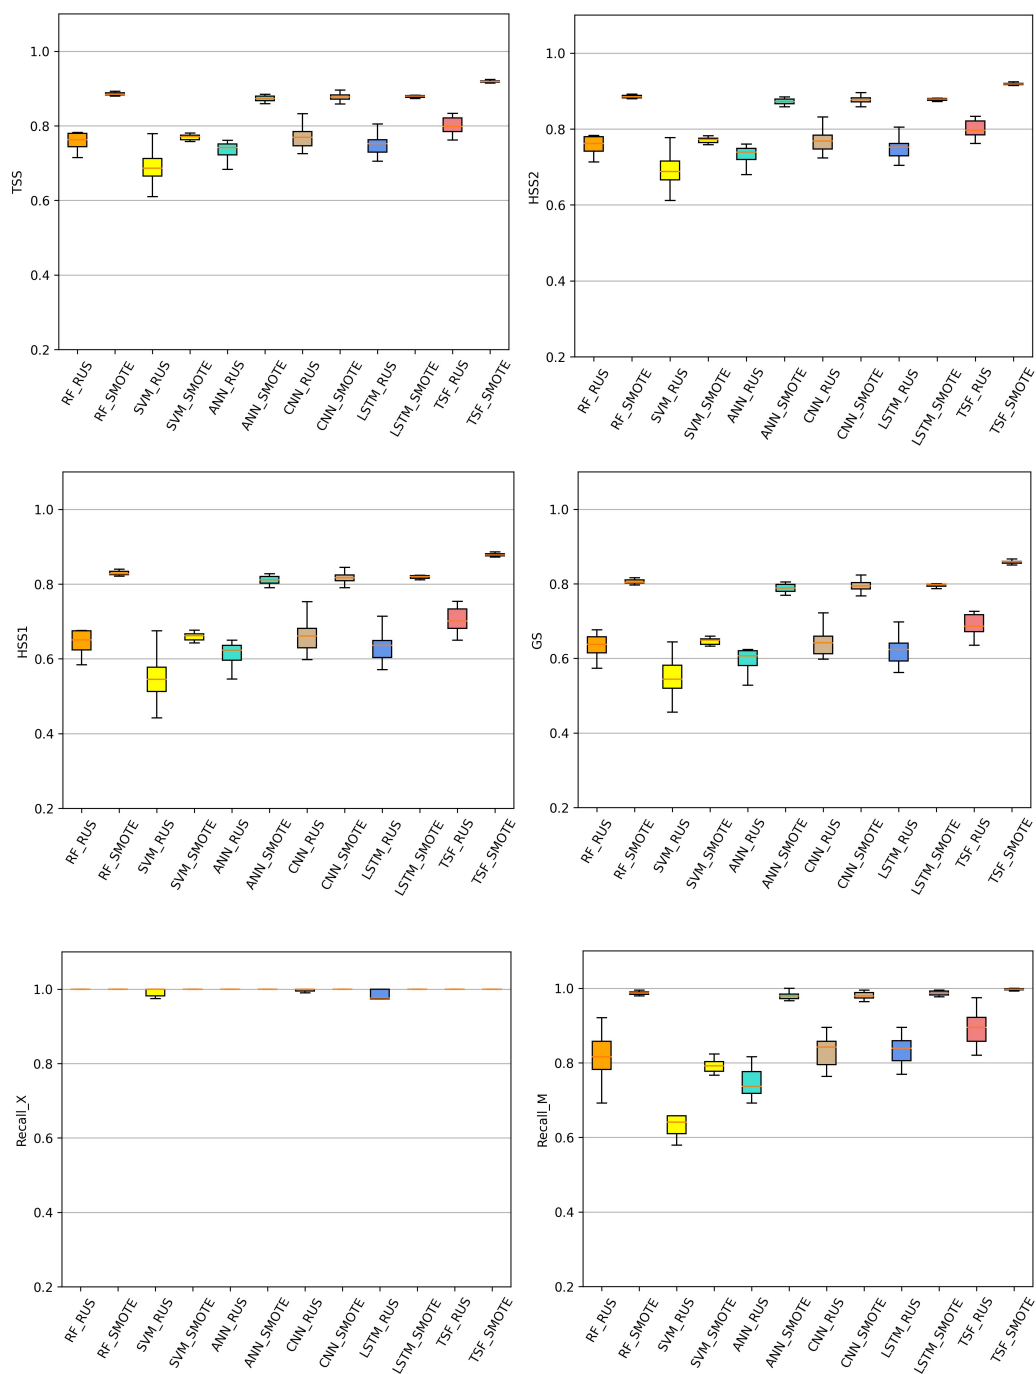 1.0
0.8
0.6
0.4
0.2
TSS
RF_RUS
RF_SMOTE
SVM_RUS
SVM_SMOTE
ANN_RUS
ANN_SMOTE
CNN_RUS
CNN_SMOTE
LSTM_RUS
LSTM_SMOTE
TSF_RUS
TSF_SMOTE
1.0
0.8
0.6
0.4
0.2
HSS2
RF_RUS
RF_SMOTE
SVM_RUS
SVM_SMOTE
ANN_RUS
ANN_SMOTE
CNN_RUS
CNN_SMOTE
LSTM_RUS
LSTM_SMOTE
TSF_RUS
TSF_SMOTE
1.0
0.8
0.6
0.4
0.2
HSS1
RF_RUS
RF_SMOTE
SVM_RUS
SVM_SMOTE
ANN_RUS
ANN_SMOTE
CNN_RUS
CNN_SMOTE
LSTM_RUS
LSTM_SMOTE
TSF_RUS
TSF_SMOTE
1.0
0.8
0.6
0.4
0.2
GS
RF_RUS
RF_SMOTE
SVM_RUS
SVM_SMOTE
ANN_RUS
ANN_SMOTE
CNN_RUS
CNN_SMOTE
LSTM_RUS
LSTM_SMOTE
TSF_RUS
TSF_SMOTE
1.0
0.8
0.6
0.4
0.2
Recall_X
RF_RUS
RF_SMOTE
SVM_RUS
SVM_SMOTE
ANN_RUS
ANN_SMOTE
CNN_RUS
CNN_SMOTE
LSTM_RUS
LSTM_SMOTE
TSF_RUS
TSF_SMOTE
1.0
0.8
0.6
0.4
0.2
Recall_M
RF_RUS
RF_SMOTE
SVM_RUS
SVM_SMOTE
ANN_RUS
ANN_SMOTE
CNN_RUS
CNN_SMOTE
LSTM_RUS
LSTM_SMOTE
TSF_RUS
TSF_SMOTE